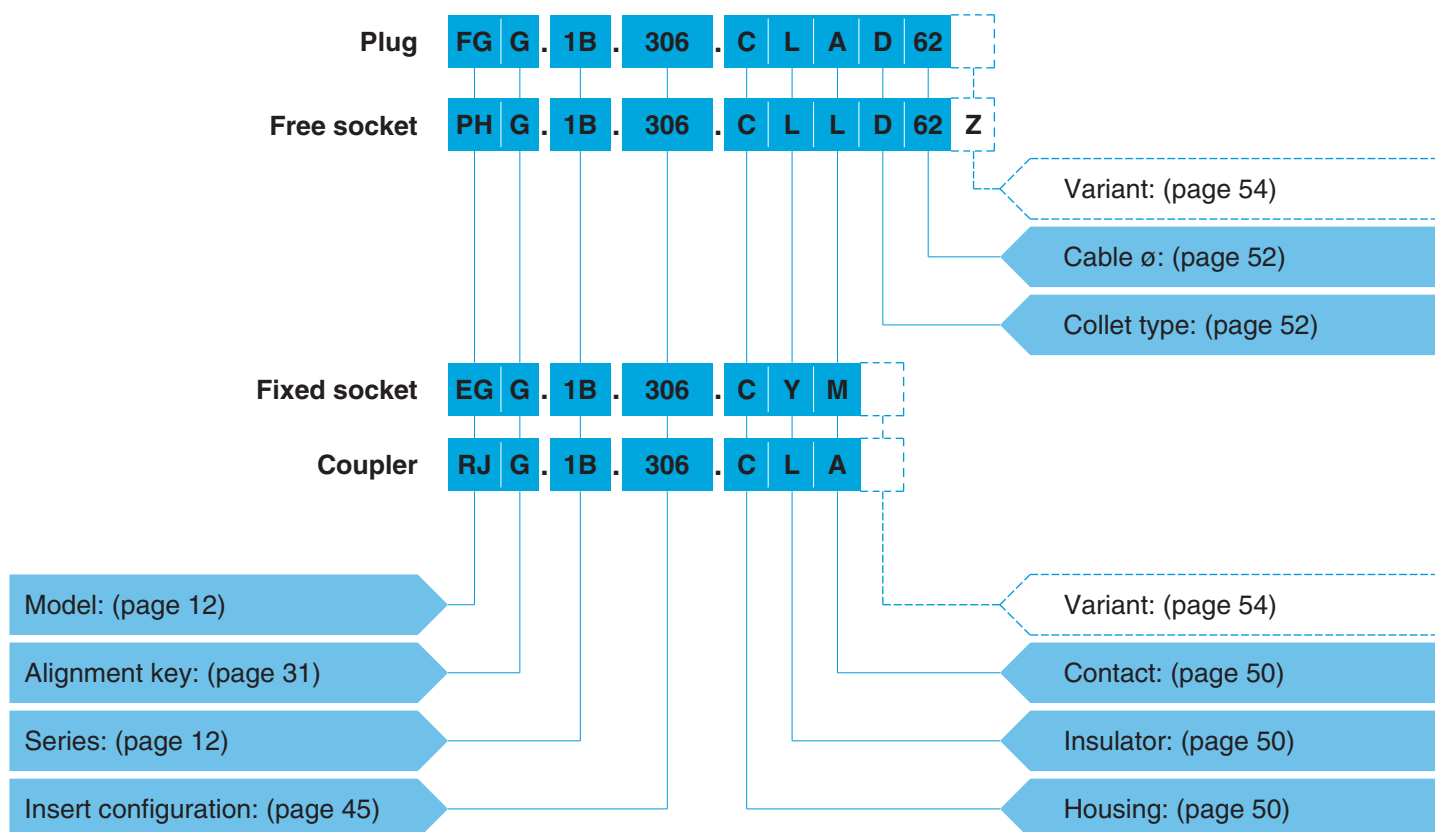 Plug FG G . 1B . 306 . C L A D 62
Free socket PH G . 1B . 306 . C L L D 62 Z
Variant: (page 54)
Cable ø: (page 52)
Collet type: (page 52)
Fixed socket EG G . 1B . 306 . C Y M
Coupler RJ G . 1B . 306 . C L A
Model: (page 12)
Variant: (page 54)
Alignment key: (page 31)
Contact: (page 50)
Series: (page 12)
Insulator: (page 50)
Insert configuration: (page 45)
Housing: (page 50)